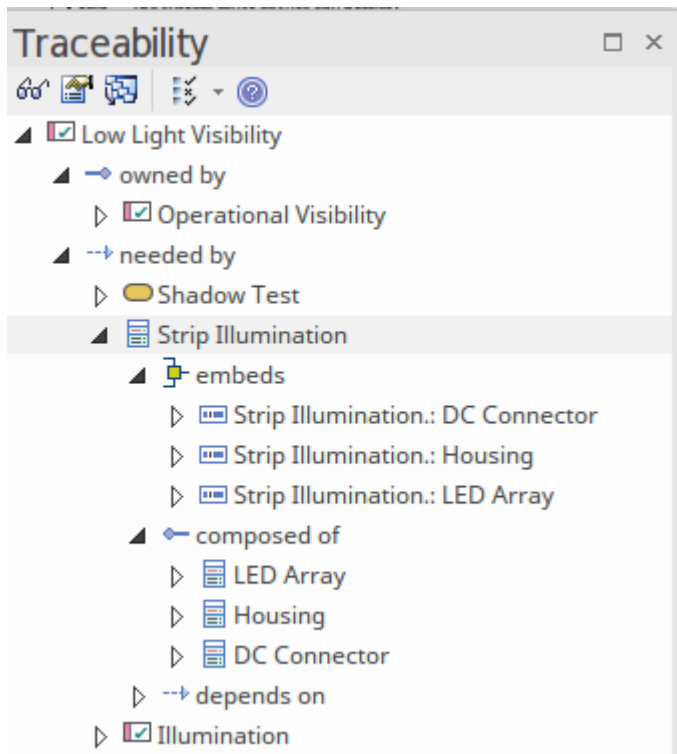 Traceability
Low Light Visibility
owned by
Operational Visibility
needed by
Shadow Test
Strip Illumination
embeds
Strip Illumination.: DC Connector
Strip Illumination.: Housing
Strip Illumination.: LED Array
composed of
LED Array
Housing
DC Connector
depends on
Illumination